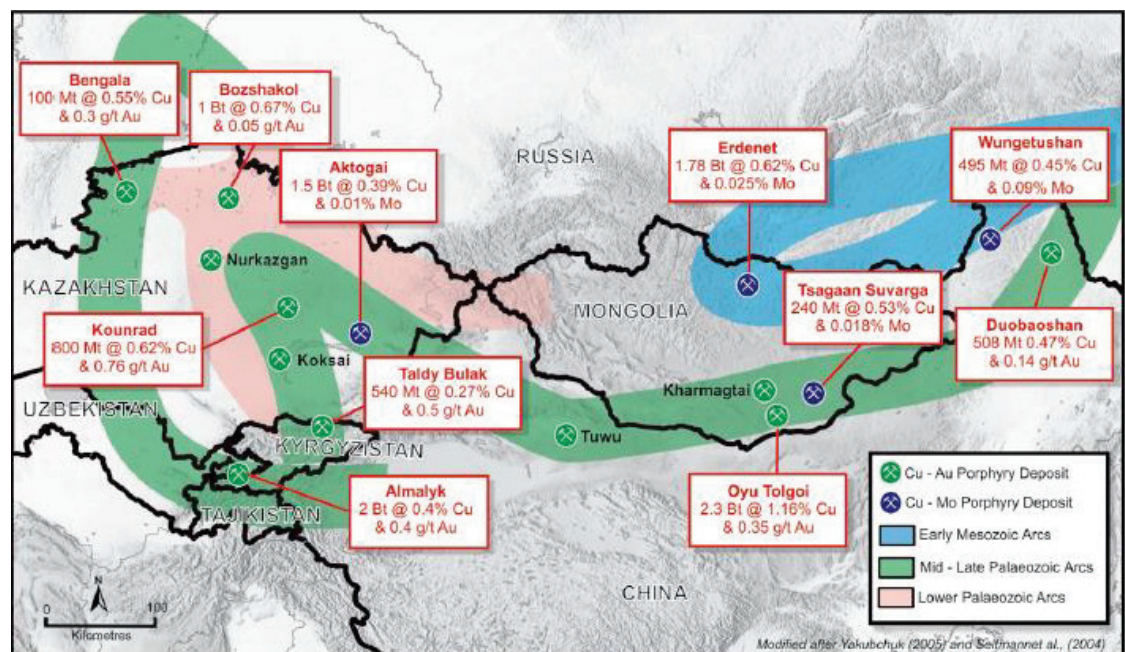 Bengala
100 Mt @ 0.55% Cu
& 0.3 g/t Au
Bozshakol
1 Bt @ 0.67% Cu
& 0.05 g/t Au
Aktogai
1.5 Bt @ 0.39% Cu
& 0.01% Mo
RUSSIA
Erdenet
1.78 Bt @ 0.62% Cu
& 0.025% Mo
Wungetushan
495 Mt @ 0.45% Cu
& 0.09% Mo
Nurkazgan
KAZAKHSTAN
MONGOLIA
Tsagaan Suvarga
240 Mt @ 0.53% Cu
& 0.018% Mo
Kounrad
800 Mt @ 0.62% Cu
& 0.76 g/t Au
Koksai
Duobaoshan
508 Mt 0.47% Cu
& 0.14 g/t Au
Taldy Bulak
540 Mt @ 0.27% Cu
& 0.5 g/t Au
Kharmagtai
UZBEKISTAN
KYRGYZISTAN
Tuwu
Almalyk
2 Bt @ 0.4% Cu
& 0.4 g/t Au
TAJIKISTAN
Oyu Tolgoi
2.3 Bt @ 1.16% Cu
& 0.35 g/t Au
CHINA
Cu - Au Porphyry Deposit
Cu - Mo Porphyry Deposit
Early Mesozoic Arcs
Mid - Late Palaeozoic Arcs
Lower Palaeozoic Arcs
N
0 100
Kilometres
Modified after Yakubchuk (2005) and Seltmannet al., (2004)